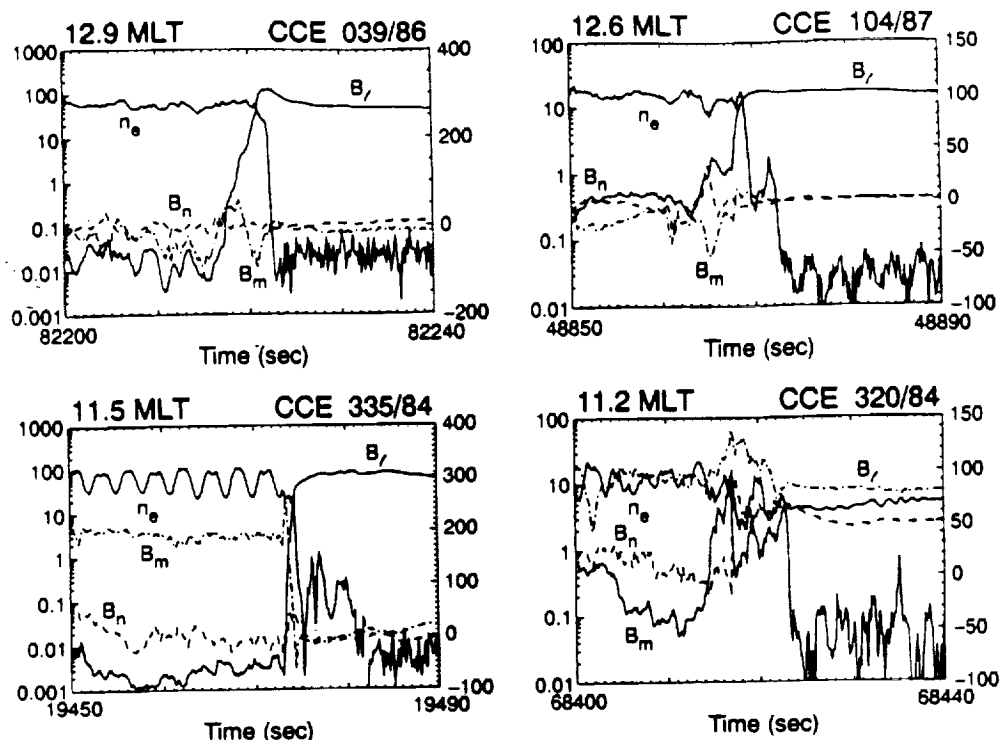 12.9 MLT CCE 039/86
1000
100
10
1
0.1
0.01
0.001
400
200
0
-200
B_ℓ
n_e
B_n
B_m
82200 82240
Time (sec)
12.6 MLT CCE 104/87
100
10
1
0.1
0.01
150
100
50
0
-50
-100
B_ℓ
n_e
B_n
B_m
48850 48890
Time (sec)
11.5 MLT CCE 335/84
1000
100
10
1
0.1
0.01
0.001
400
300
200
100
0
-100
B_ℓ
n_e
B_m
B_n
19450 19490
Time (sec)
11.2 MLT CCE 320/84
100
10
1
0.1
0.01
150
100
50
0
-50
-100
B_ℓ
n_e
B_n
B_m
68400 68440
Time (sec)